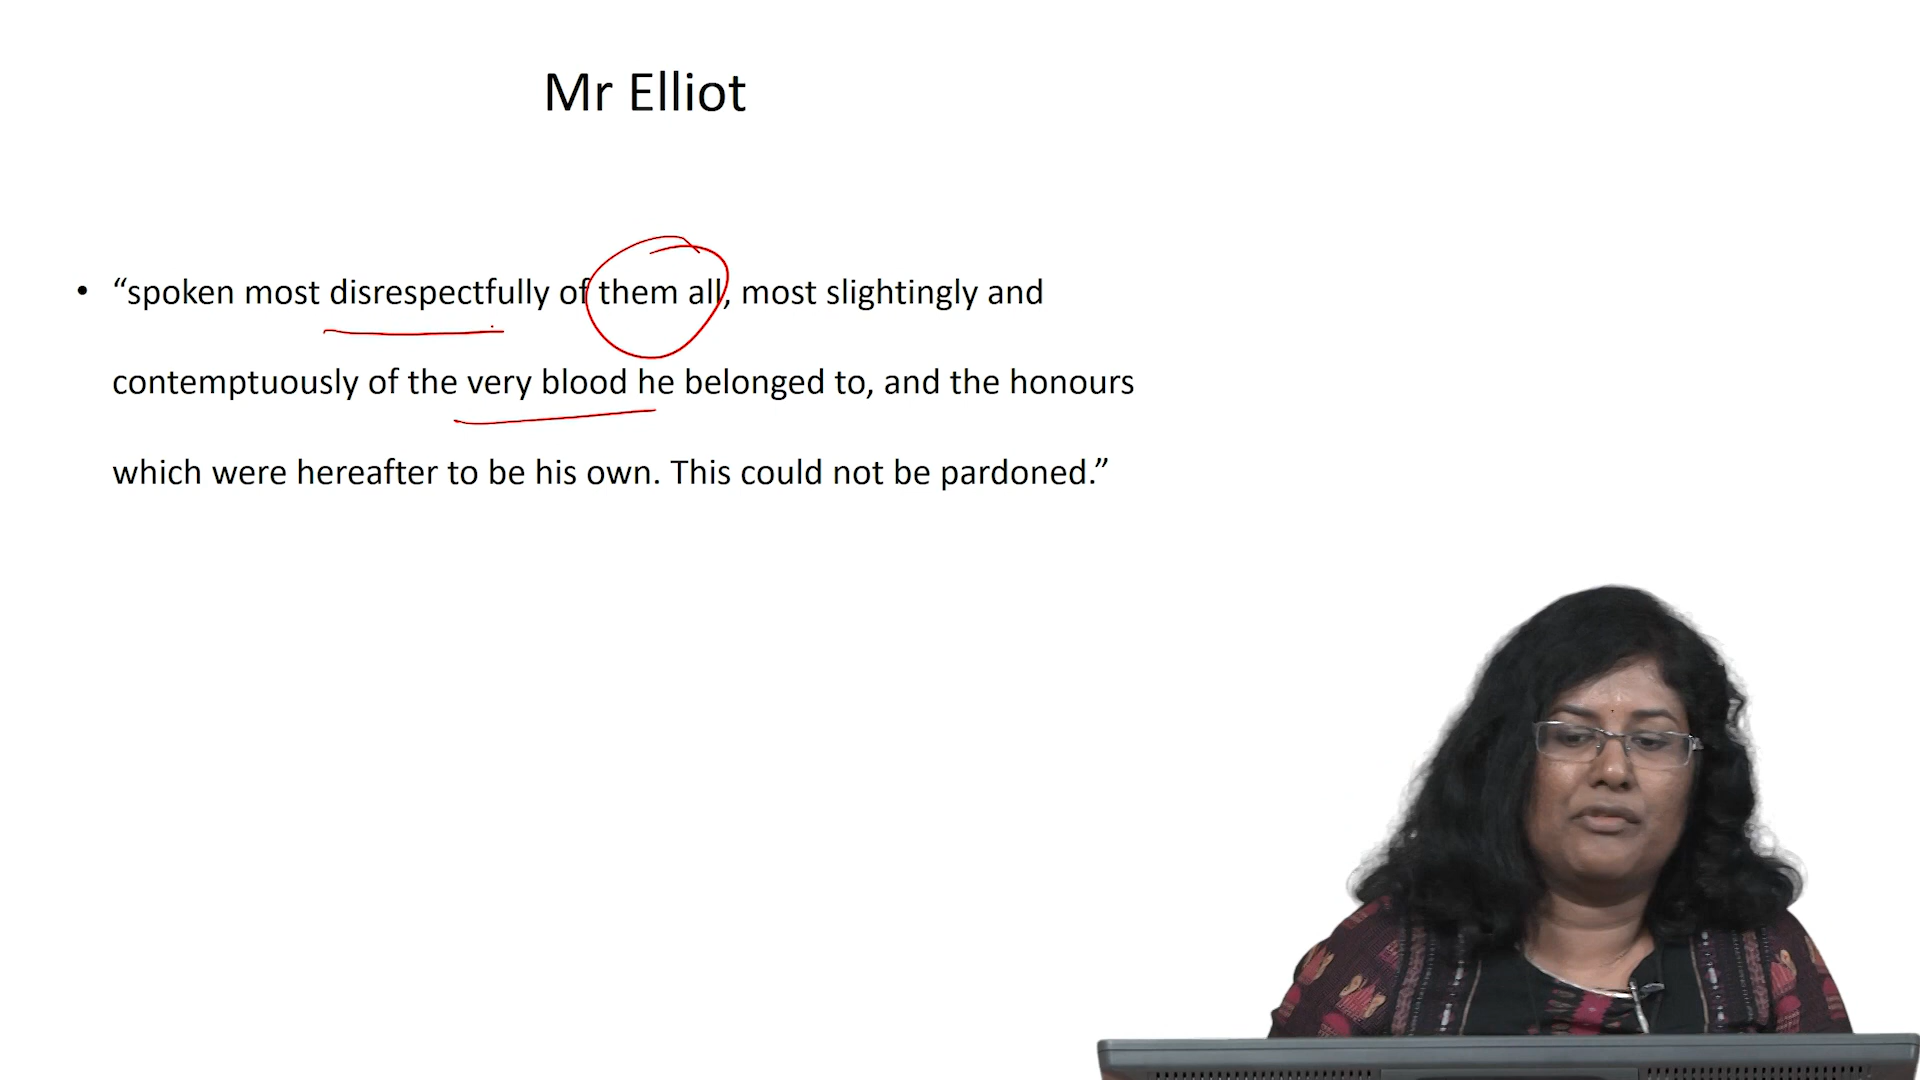 Mr Elliot
• “spoken most disrespectfully of them all, most slightingly and
contemptuously of the very blood he belonged to, and the honours
which were hereafter to be his own. This could not be pardoned.”